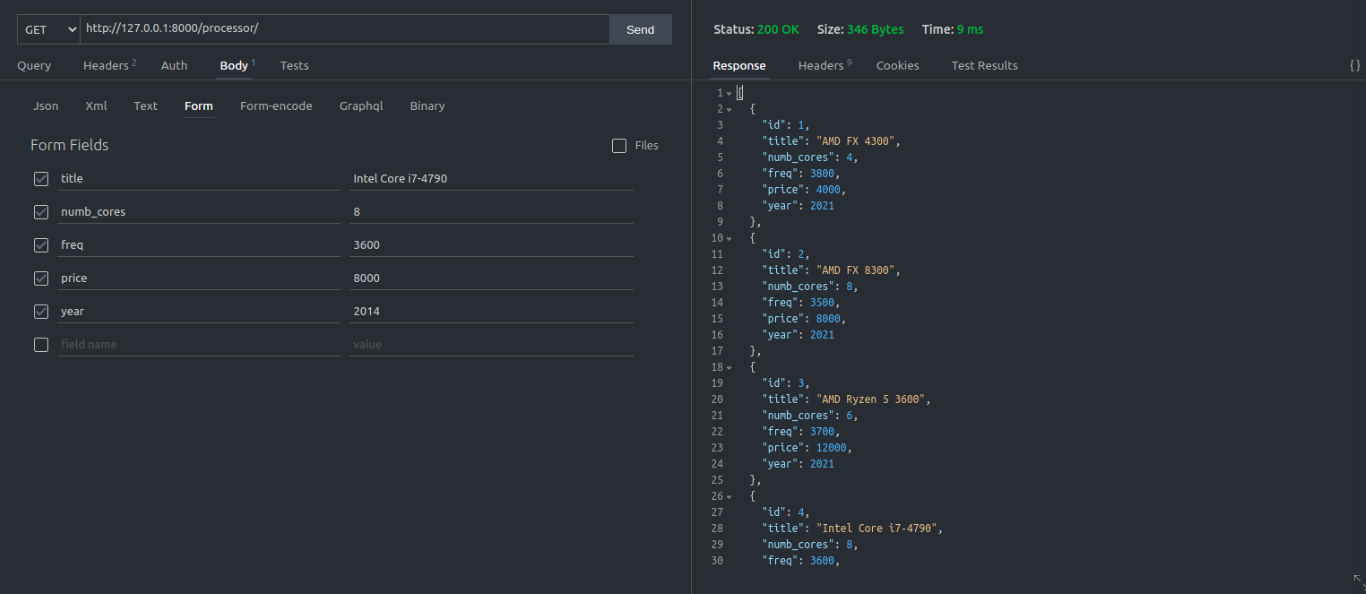 GET http://127.0.0.1:8000/processor/ Send
Query Headers 2 Auth Body 1 Tests
Json Xml Text Form Form-encode Graphql Binary
Form Fields Files
title Intel Core i7-4790
numb_cores 8
freq 3600
price 8000
year 2014
field name value
Status: 200 OK Size: 346 Bytes Time: 9 ms
Response Headers 9 Cookies Test Results {}
1 [
2 {
3 "id": 1,
4 "title": "AMD FX 4300",
5 "numb_cores": 4,
6 "freq": 3800,
7 "price": 4000,
8 "year": 2021
9 },
10 {
11 "id": 2,
12 "title": "AMD FX 8300",
13 "numb_cores": 8,
14 "freq": 3500,
15 "price": 8000,
16 "year": 2021
17 },
18 {
19 "id": 3,
20 "title": "AMD Ryzen 5 3600",
21 "numb_cores": 6,
22 "freq": 3700,
23 "price": 12000,
24 "year": 2021
25 },
26 {
27 "id": 4,
28 "title": "Intel Core i7-4790",
29 "numb_cores": 8,
30 "freq": 3600,